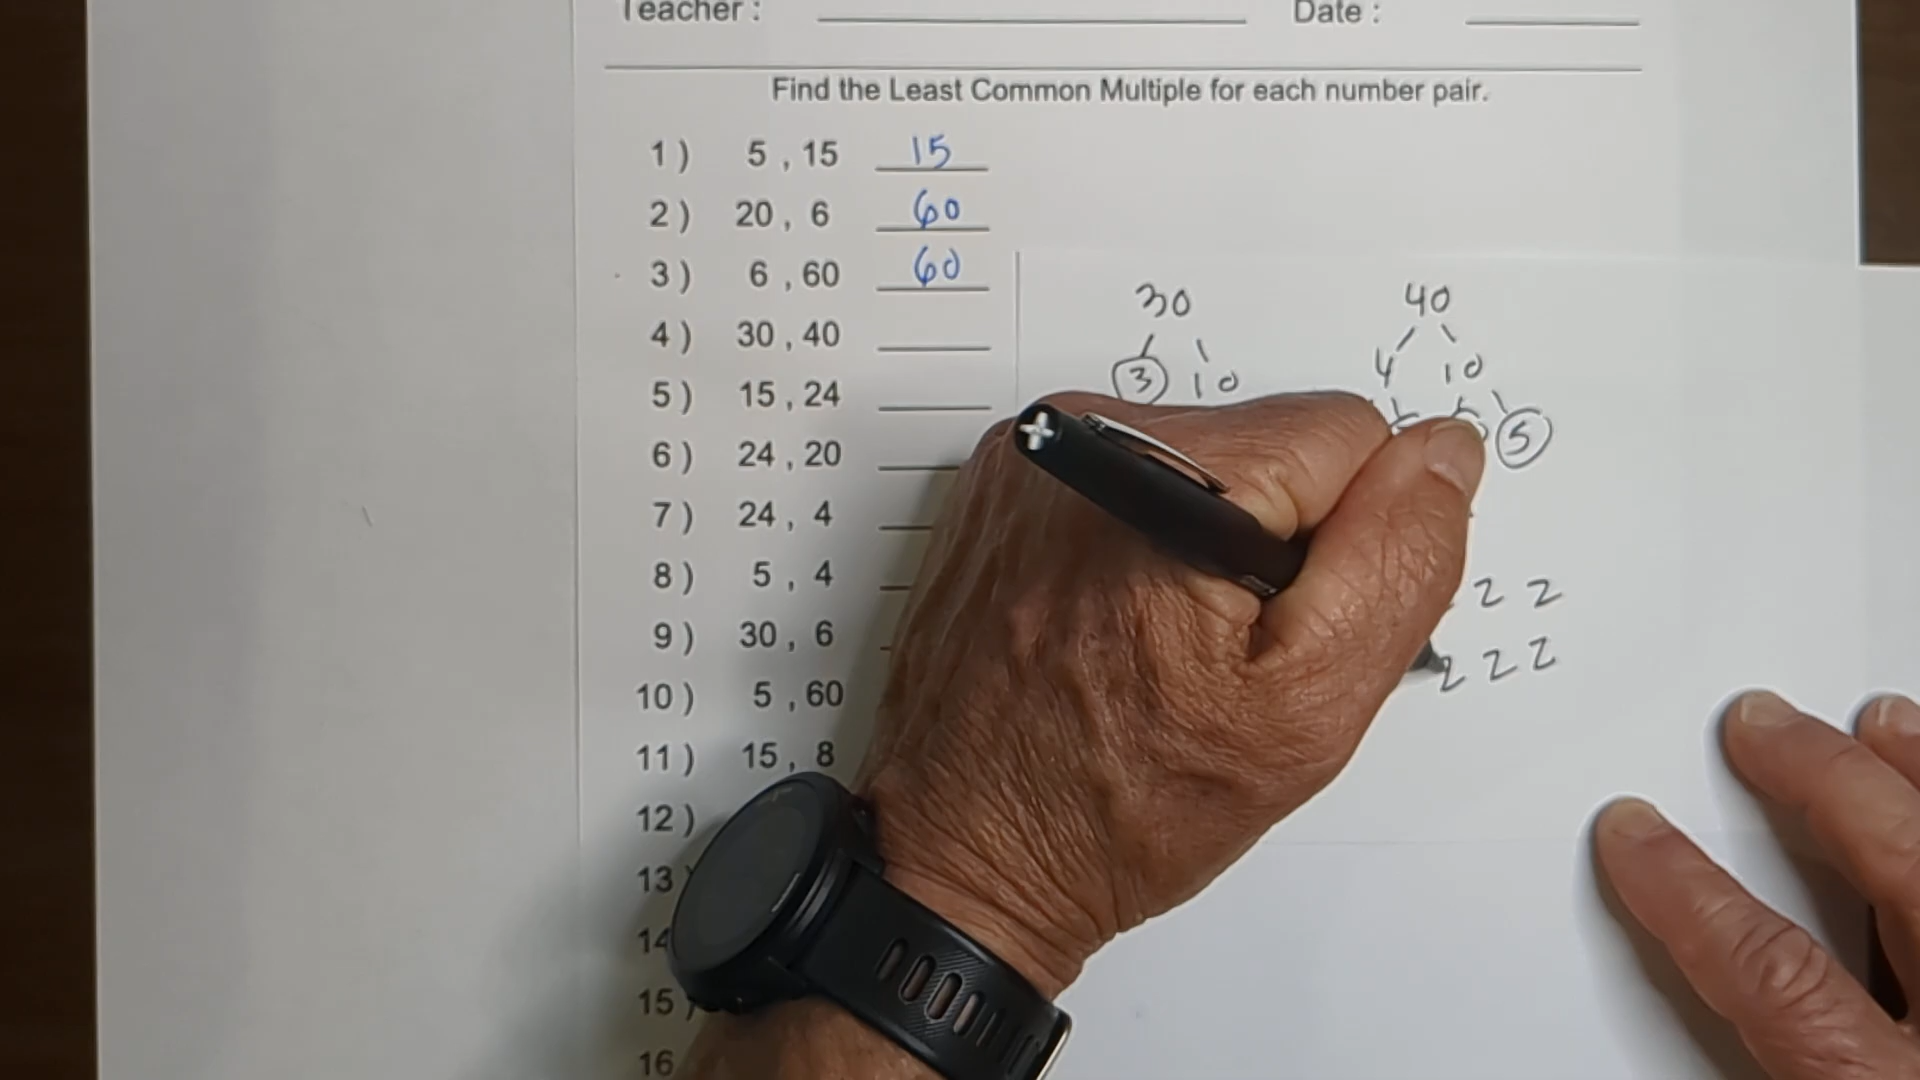 Teacher : Date :
Find the Least Common Multiple for each number pair.
1 ) 5 , 15 15
2 ) 20 , 6 60
3 ) 6 , 60 60
4 ) 30 , 40
5 ) 15 , 24
6 ) 24 , 20
7 ) 24 , 4
8 ) 5 , 4
9 ) 30 , 6
10 ) 5 , 60
11 ) 15 , 8
12 )
13
14
15
16
30 40
3 10 4 10
5
2 2
2 2 2